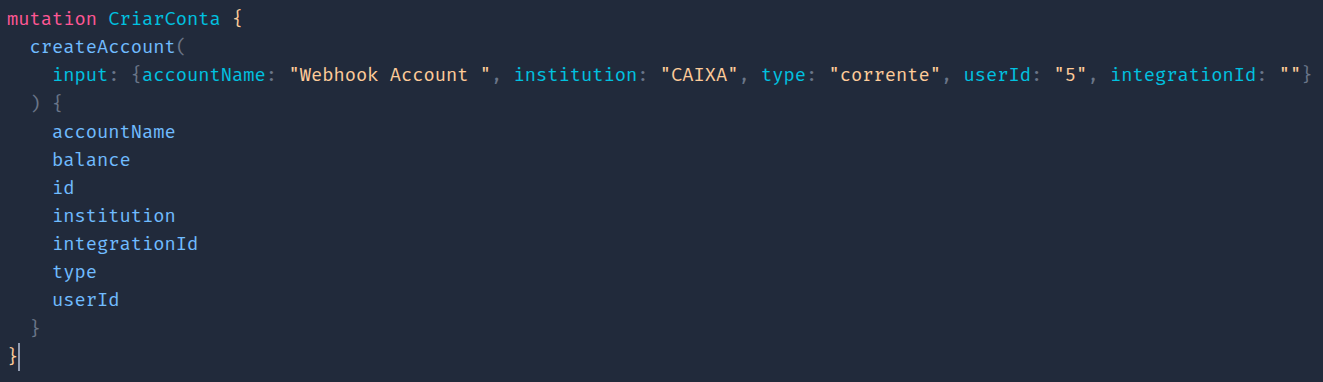 mutation CriarConta {
  createAccount(
    input: {accountName: "Webhook Account ", institution: "CAIXA", type: "corrente", userId: "5", integrationId: ""}
  ) {
    accountName
    balance
    id
    institution
    integrationId
    type
    userId
  }
}